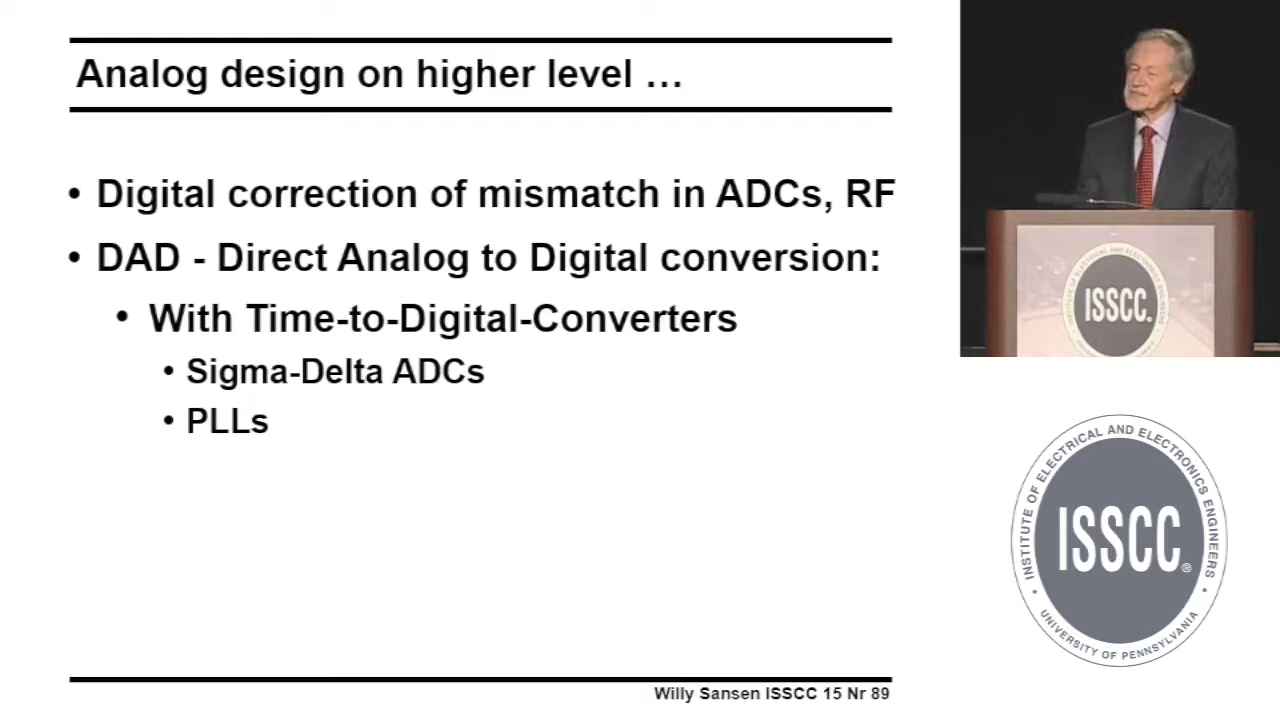 Analog design on higher level …
• Digital correction of mismatch in ADCs, RF
• DAD - Direct Analog to Digital conversion:
• With Time-to-Digital-Converters
• Sigma-Delta ADCs
• PLLs
Willy Sansen ISSCC 15 Nr 89
ISSCC.
INSTITUTE OF ELECTRICAL AND ELECTRONICS ENGINEERS
ISSCC.®
UNIVERSITY OF PENNSYLVANIA